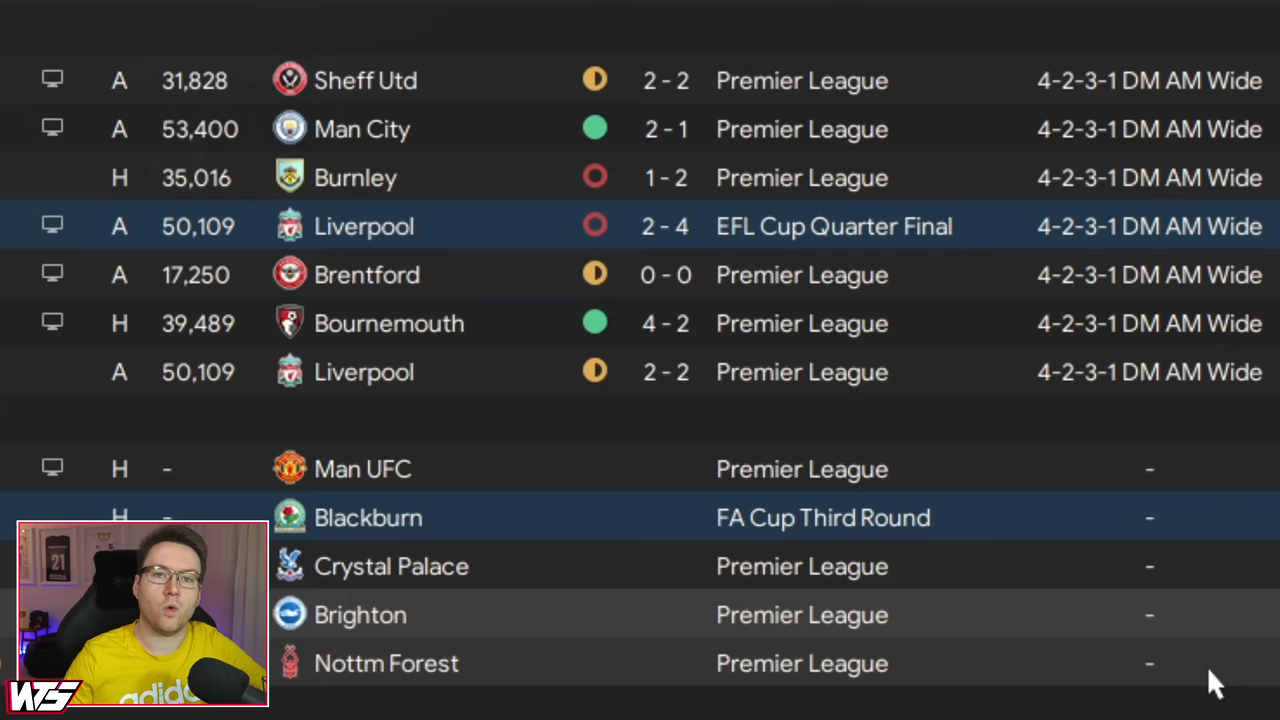 A 31,828 Sheff Utd 2 - 2 Premier League 4-2-3-1 DM AM Wide
A 53,400 Man City 2 - 1 Premier League 4-2-3-1 DM AM Wide
H 35,016 Burnley 1 - 2 Premier League 4-2-3-1 DM AM Wide
A 50,109 Liverpool 2 - 4 EFL Cup Quarter Final 4-2-3-1 DM AM Wide
A 17,250 Brentford 0 - 0 Premier League 4-2-3-1 DM AM Wide
H 39,489 Bournemouth 4 - 2 Premier League 4-2-3-1 DM AM Wide
A 50,109 Liverpool 2 - 2 Premier League 4-2-3-1 DM AM Wide
H - Man UFC Premier League -
H - Blackburn FA Cup Third Round -
Crystal Palace Premier League -
Brighton Premier League -
Nottm Forest Premier League -
21
adidas
WTS